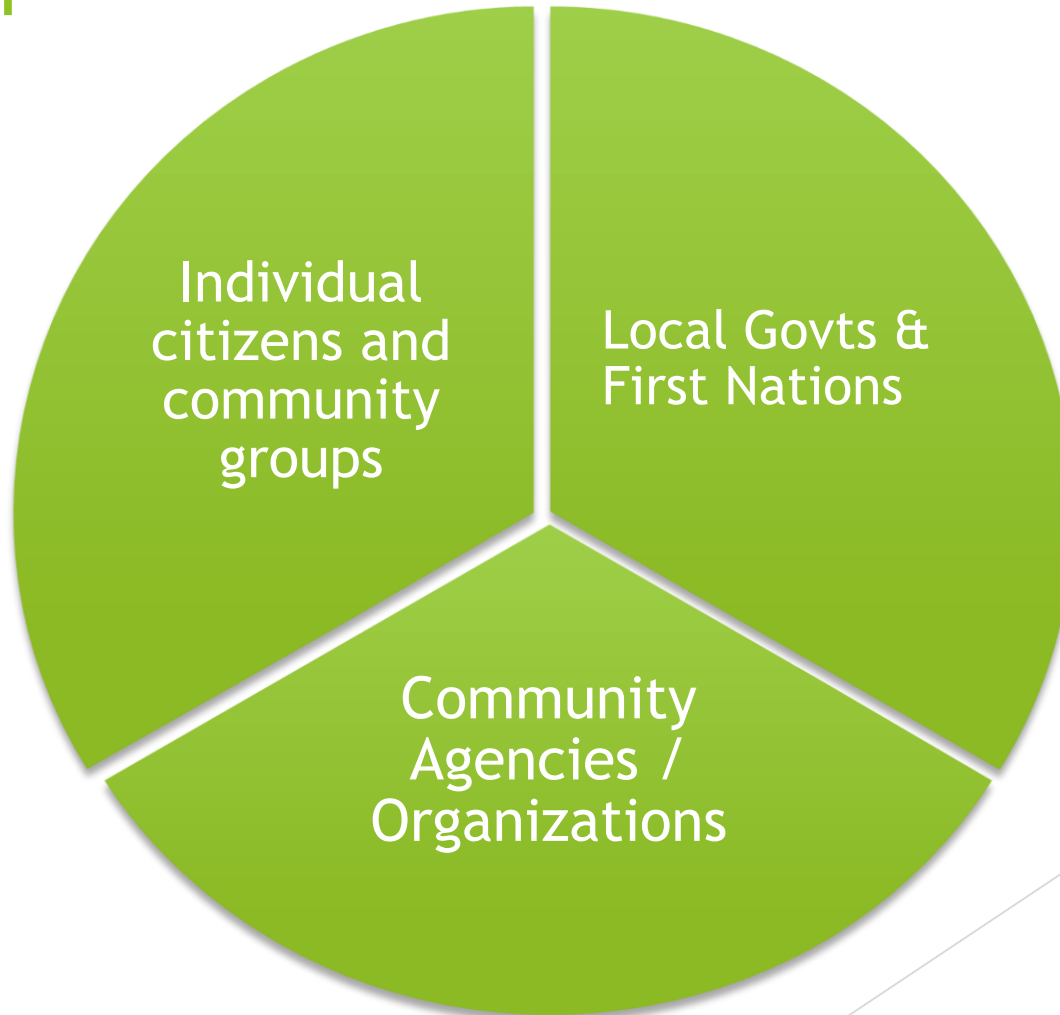 Individual
citizens and
community
groups
Local Govts &
First Nations
Community
Agencies /
Organizations